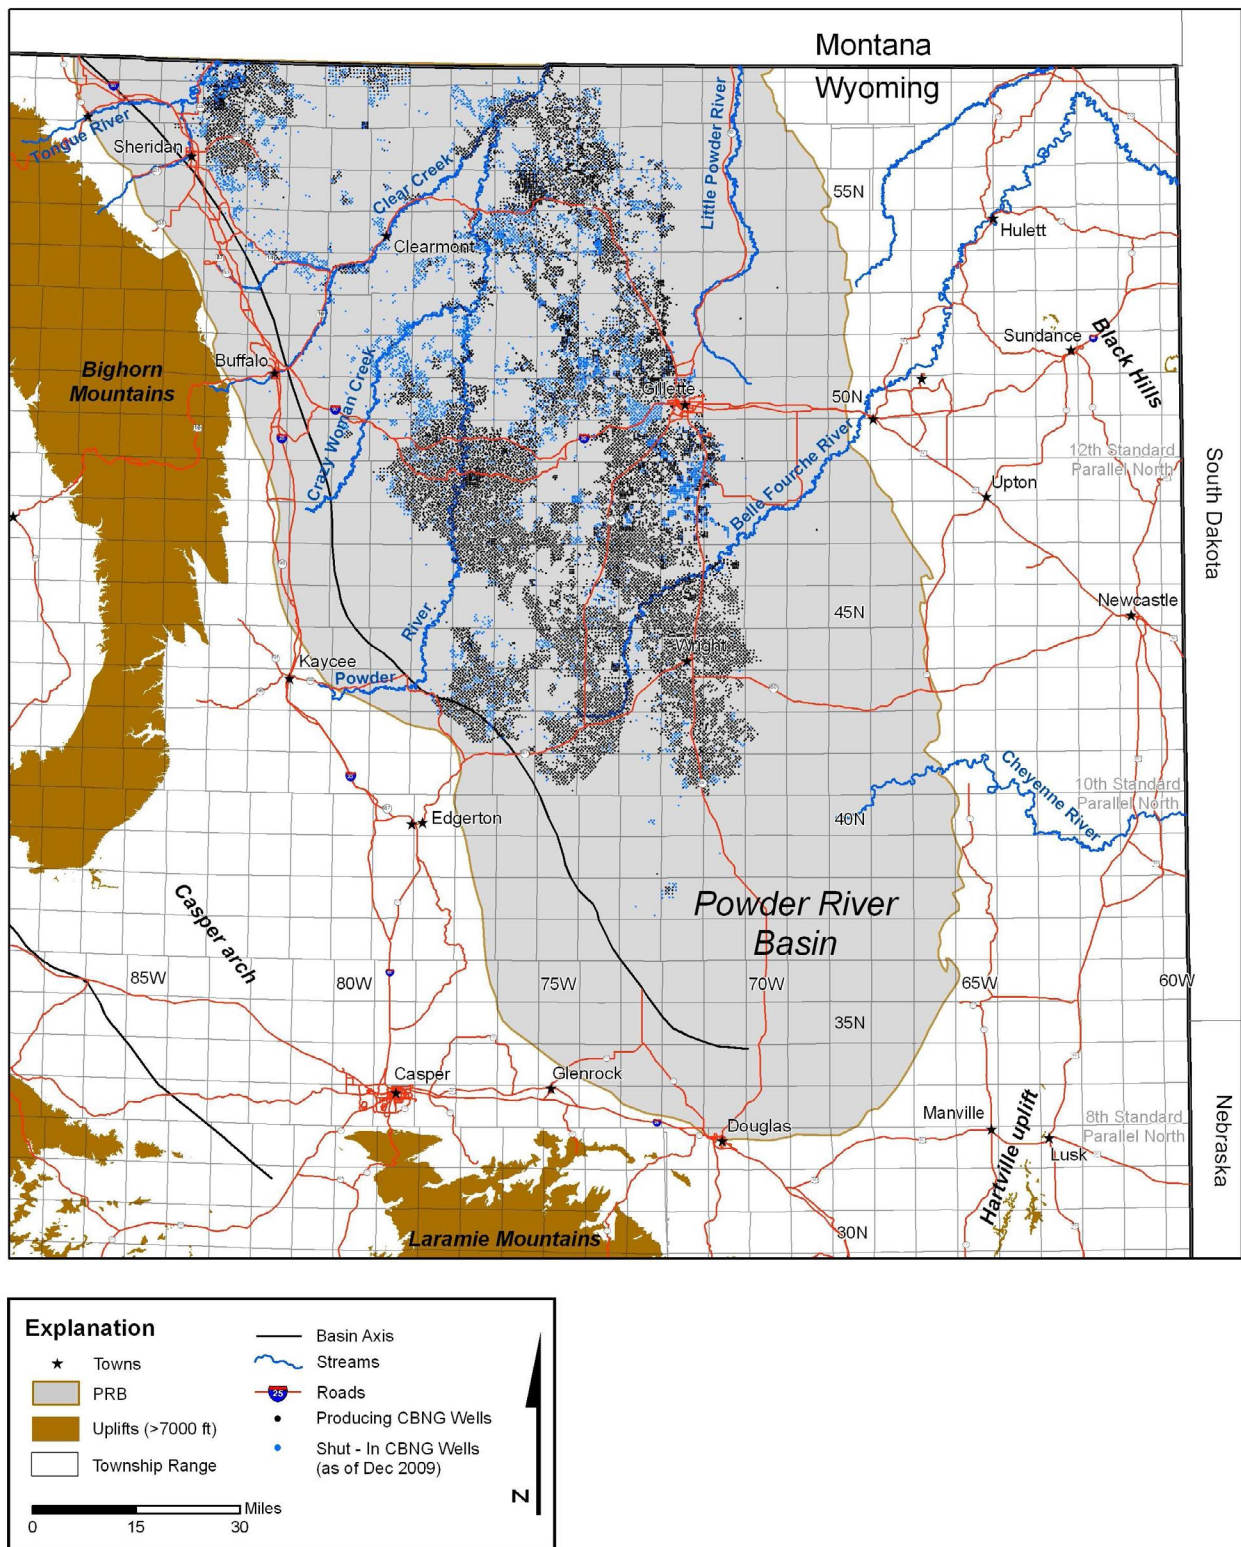 Montana
Wyoming
Tongue River
Sheridan
Clear Creek
Little Powder River
55N
Clearmont
Hulett
Sundance
Black Hills
Buffalo
Bighorn
Mountains
Crazy Woman Creek
Gillette
50N
Belle Fourche River
12th Standard
Parallel North
Upton
South Dakota
45N
Newcastle
River
Wright
Kaycee
Powder
Cheyenne River
10th Standard
Parallel North
40N
Edgerton
Casper arch
Powder River
Basin
85W
80W
75W
70W
65W
60W
35N
Casper
Glenrock
Manville
8th Standard
Parallel North
Douglas
Lusk
Hartville uplift
Nebraska
Laramie Mountains
30N
Explanation
Towns
PRB
Uplifts (>7000 ft)
Township Range
Basin Axis
Streams
25
Roads
Producing CBNG Wells
Shut - In CBNG Wells
(as of Dec 2009)
N
Miles
0
15
30